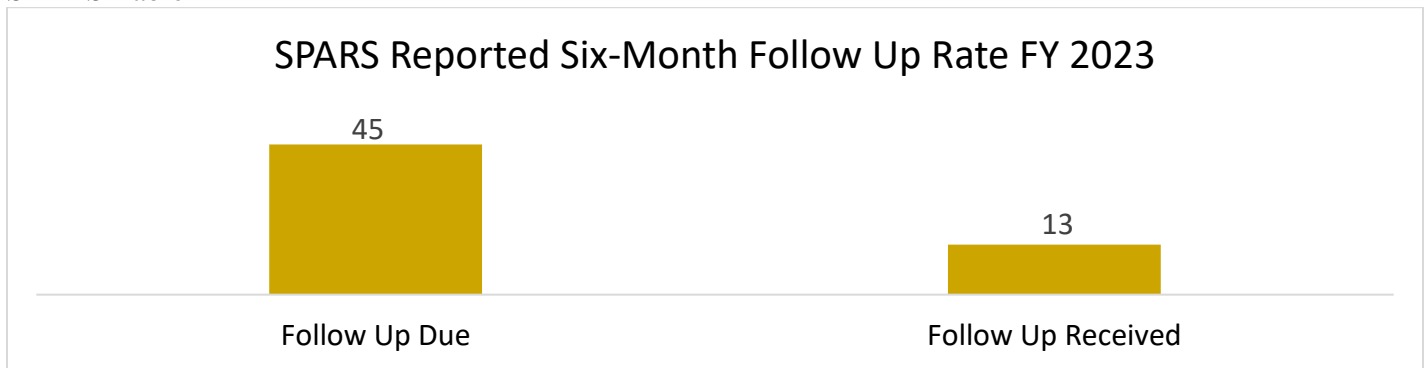 SPARS Reported Six-Month Follow Up Rate FY 2023
45
13
Follow Up Due
Follow Up Received